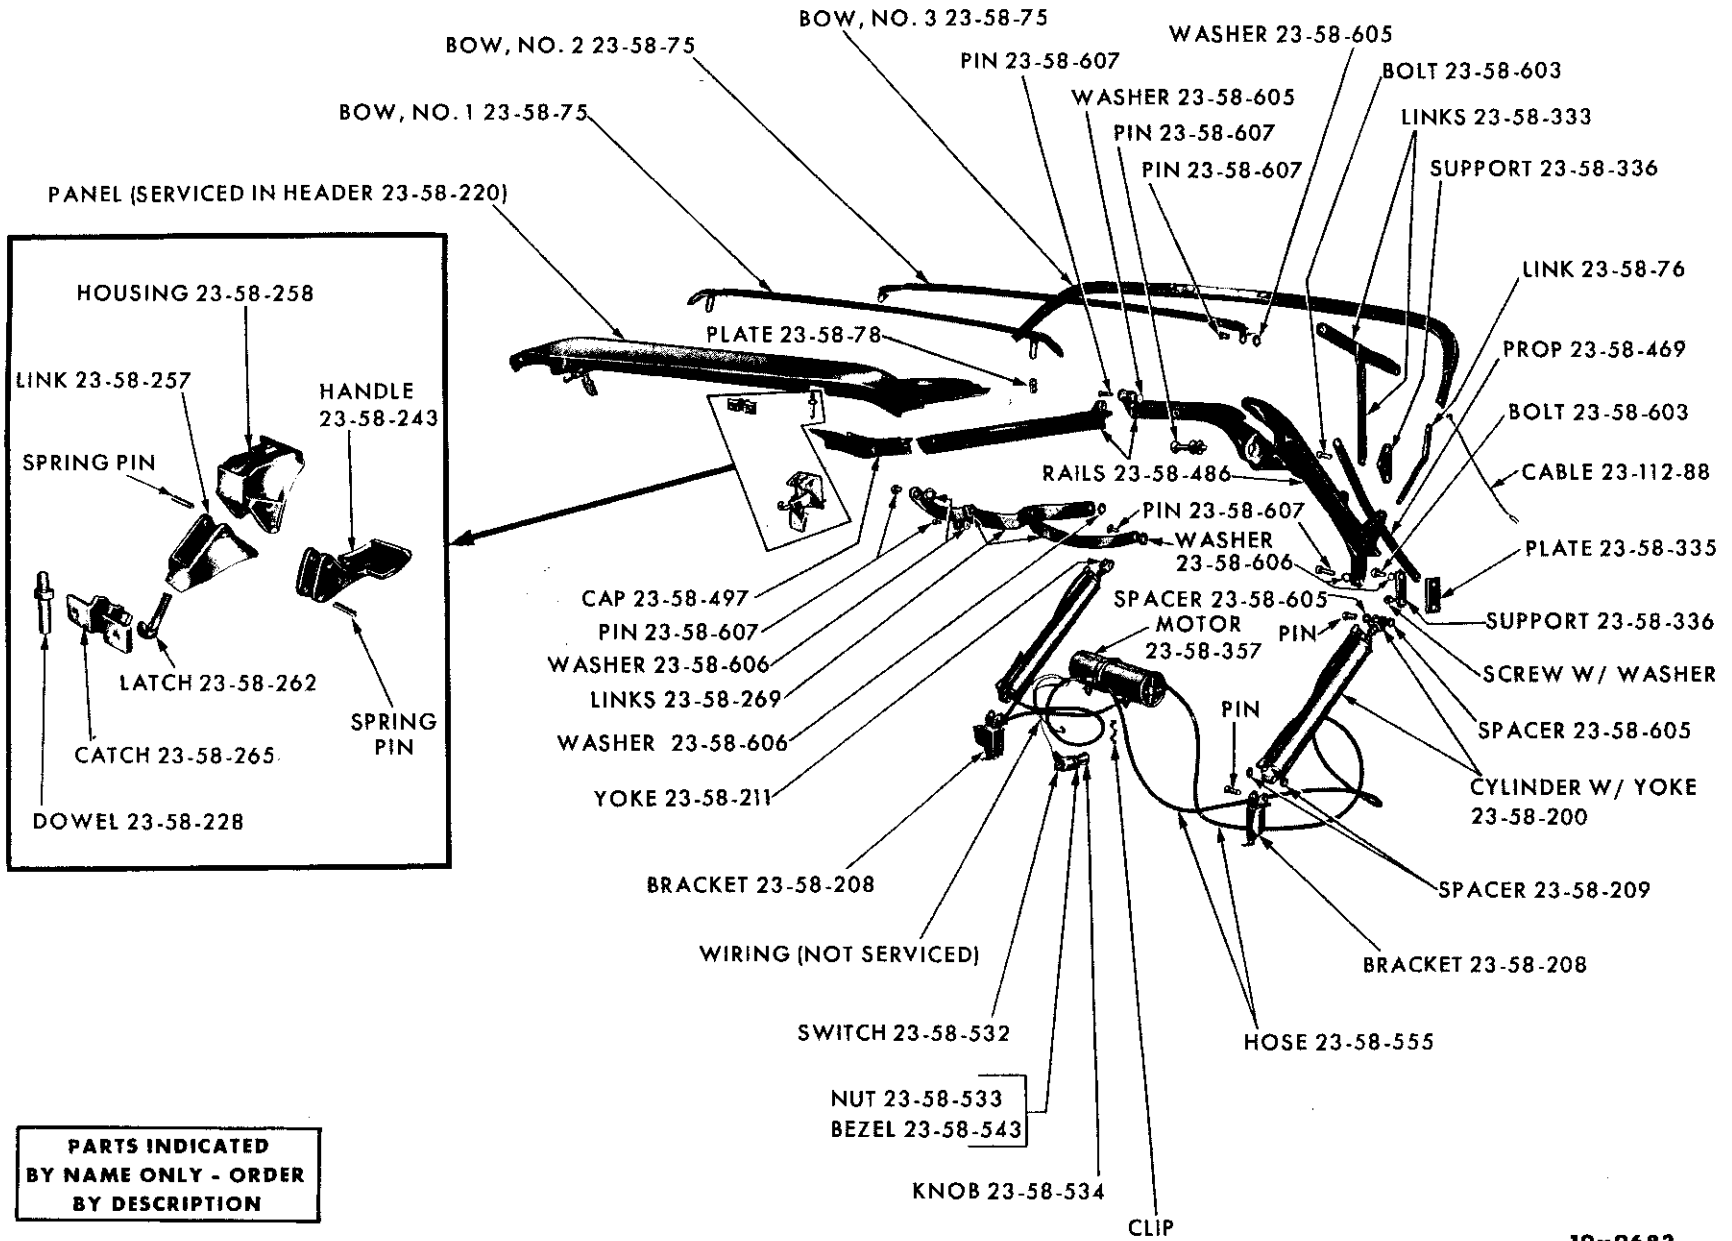 BOW, NO. 3 23-58-75
WASHER 23-58-605
BOW, NO. 2 23-58-75
PIN 23-58-607
BOLT 23-58-603
BOW, NO. 1 23-58-75
WASHER 23-58-605
LINKS 23-58-333
PIN 23-58-607
PIN 23-58-607
SUPPORT 23-58-336
PANEL (SERVICED IN HEADER 23-58-220)
LINK 23-58-76
HOUSING 23-58-258
PLATE 23-58-78
PROP 23-58-469
LINK 23-58-257
HANDLE
23-58-243
BOLT 23-58-603
SPRING PIN
RAILS 23-58-486
CABLE 23-112-88
PIN 23-58-607
WASHER
23-58-606
PLATE 23-58-335
CAP 23-58-497
SPACER 23-58-605
PIN 23-58-607
MOTOR
23-58-357
PIN
SUPPORT 23-58-336
WASHER 23-58-606
LATCH 23-58-262
LINKS 23-58-269
SCREW W/ WASHER
SPRING
PIN
PIN
CATCH 23-58-265
WASHER 23-58-606
SPACER 23-58-605
YOKE 23-58-211
CYLINDER W/ YOKE
23-58-200
DOWEL 23-58-228
BRACKET 23-58-208
SPACER 23-58-209
WIRING (NOT SERVICED)
BRACKET 23-58-208
SWITCH 23-58-532
HOSE 23-58-555
NUT 23-58-533
BEZEL 23-58-543
PARTS INDICATED
BY NAME ONLY - ORDER
BY DESCRIPTION
KNOB 23-58-534
CLIP